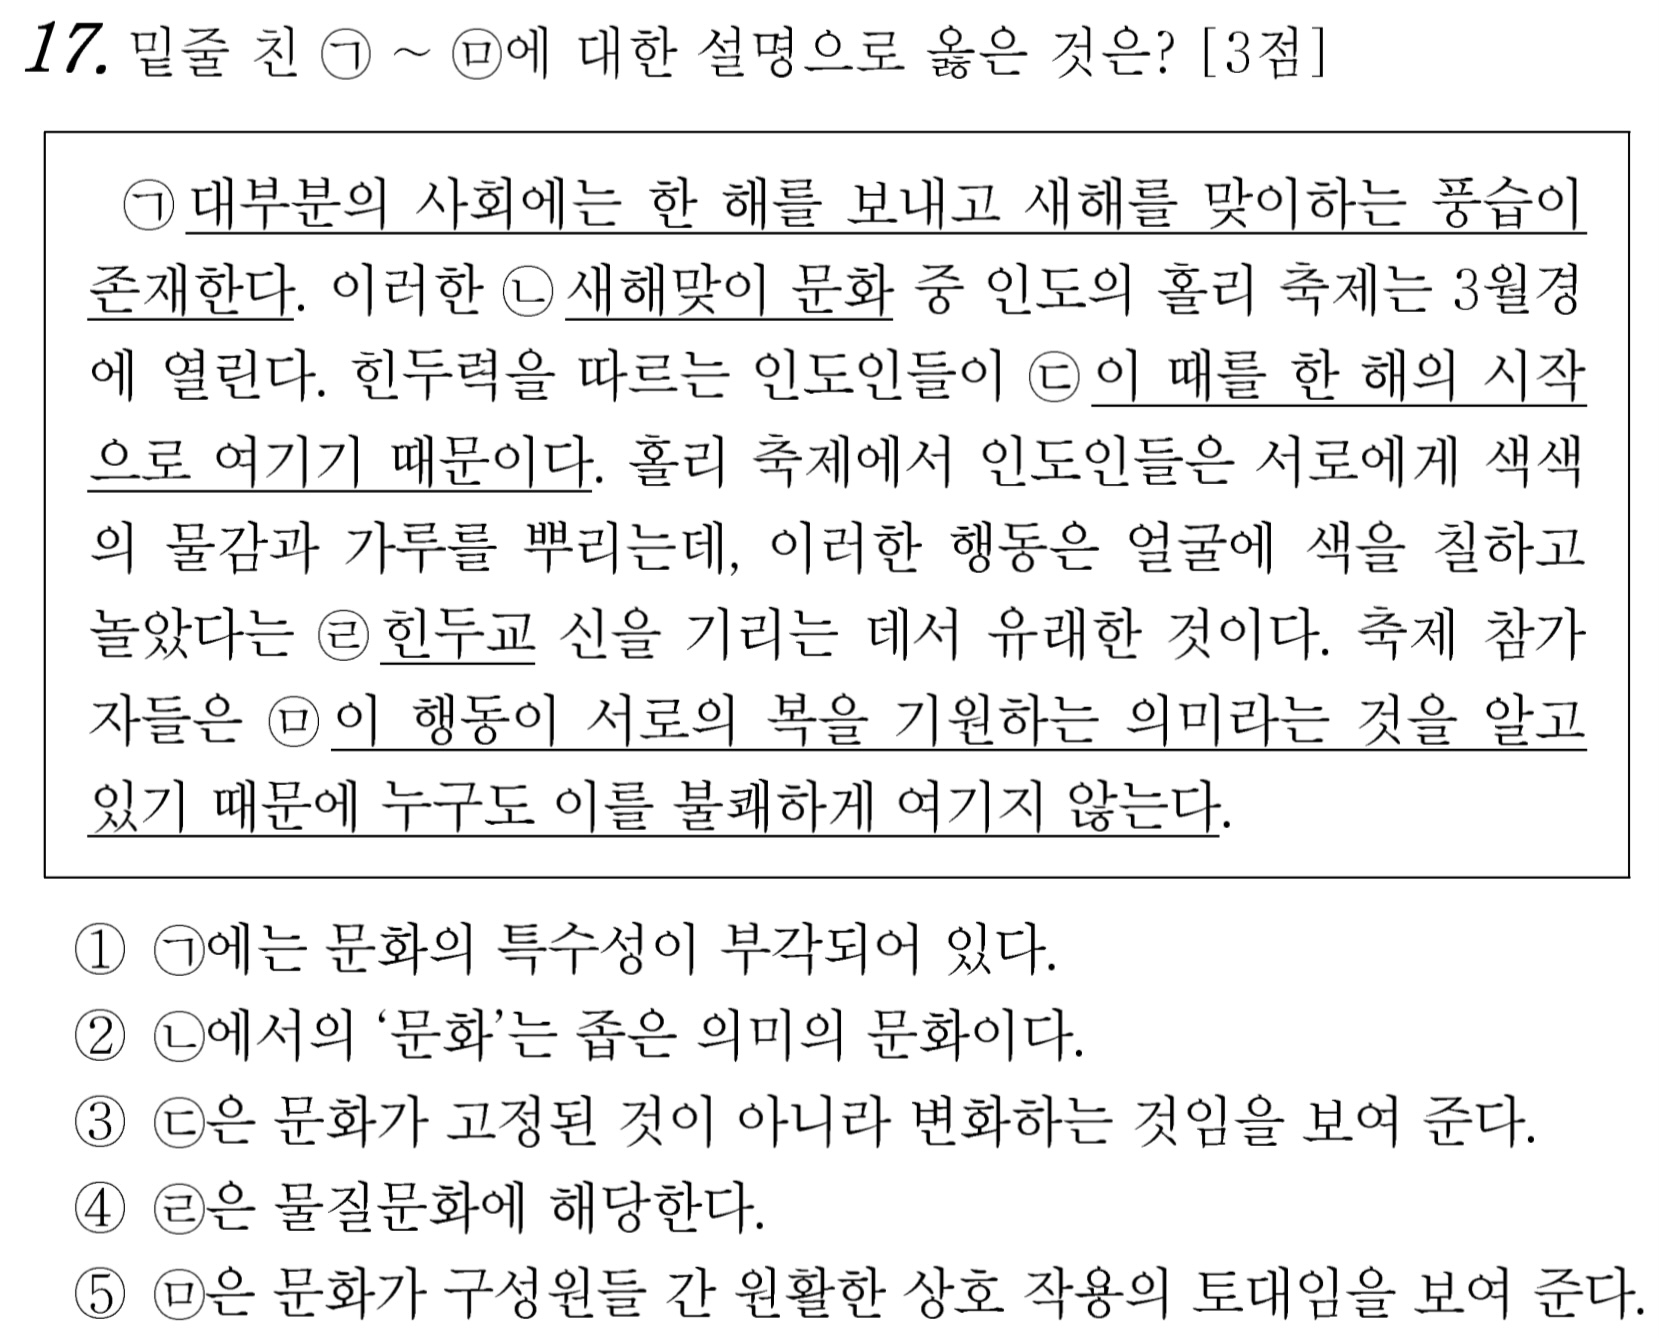 17. 밑줄 친 ㉠ ~ ㉤에 대한 설명으로 옳은 것은? [3점]
㉠ 대부분의 사회에는 한 해를 보내고 새해를 맞이하는 풍습이
존재한다. 이러한 ㉡ 새해맞이 문화 중 인도의 홀리 축제는 3월경
에 열린다. 힌두력을 따르는 인도인들이 ㉢ 이 때를 한 해의 시작
으로 여기기 때문이다. 홀리 축제에서 인도인들은 서로에게 색색
의 물감과 가루를 뿌리는데, 이러한 행동은 얼굴에 색을 칠하고
놀았다는 ㉣ 힌두교 신을 기리는 데서 유래한 것이다. 축제 참가
자들은 ㉤ 이 행동이 서로의 복을 기원하는 의미라는 것을 알고
있기 때문에 누구도 이를 불쾌하게 여기지 않는다.
① ㉠에는 문화의 특수성이 부각되어 있다.
② ㉡에서의 ‘문화’는 좁은 의미의 문화이다.
③ ㉢은 문화가 고정된 것이 아니라 변화하는 것임을 보여 준다.
④ ㉣은 물질문화에 해당한다.
⑤ ㉤은 문화가 구성원들 간 원활한 상호 작용의 토대임을 보여 준다.